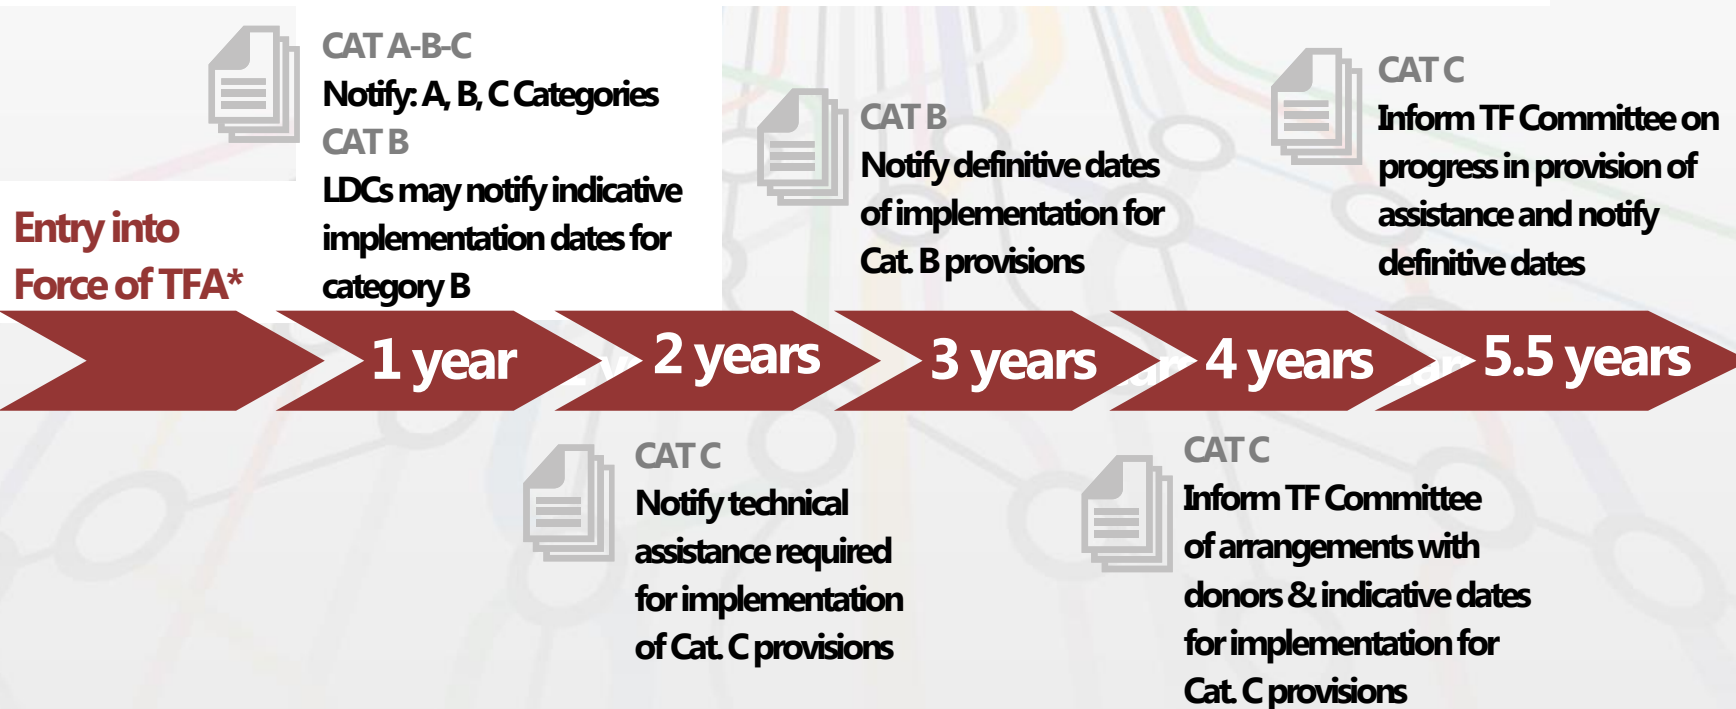 CAT A-B-C
Notify: A, B, C Categories
CAT B
LDCs may notify indicative
implementation dates for
category B
CAT B
Notify definitive dates
of implementation for
Cat. B provisions
CAT C
Inform TF Committee on
progress in provision of
assistance and notify
definitive dates
Entry into
Force of TFA*
1 year
2 years
3 years
4 years
5.5 years
CAT C
Notify technical
assistance required
for implementation
of Cat. C provisions
CAT C
Inform TF Committee
of arrangements with
donors & indicative dates
for implementation for
Cat. C provisions